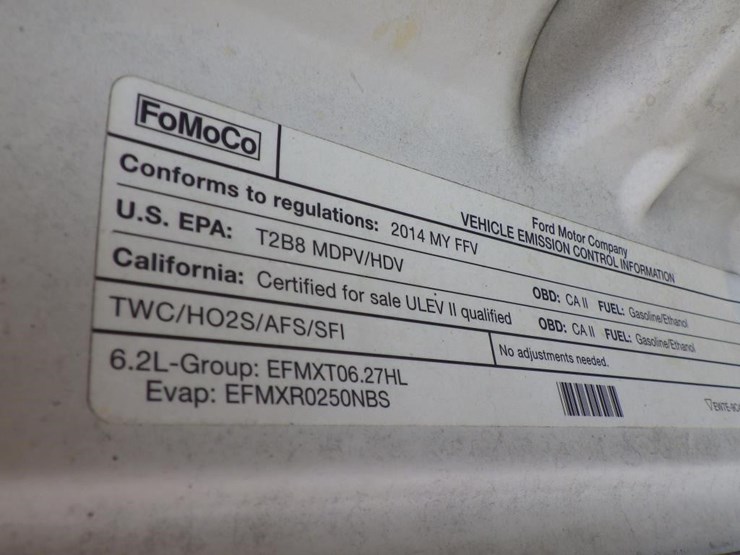 FoMoCo
Ford Motor Company
VEHICLE EMISSION CONTROL INFORMATION
Conforms to regulations: 2014 MY FFV
U.S. EPA: T2B8 MDPV/HDV OBD: CA II FUEL: Gasoline/Ethanol
California: Certified for sale ULEV II qualified OBD: CA II FUEL: Gasoline/Ethanol
TWC/HO2S/AFS/SFI
No adjustments needed.
6.2L-Group: EFMXT06.27HL
Evap: EFMXR0250NBS